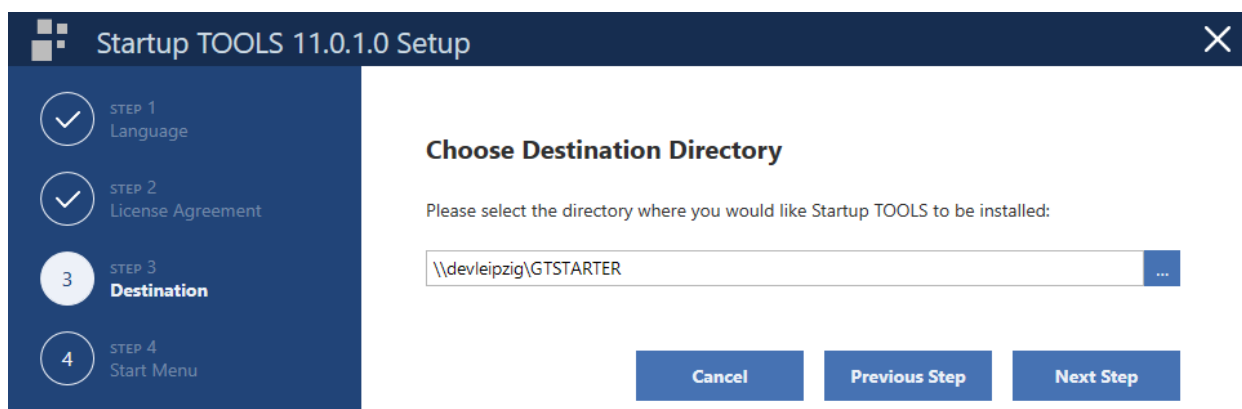 Startup TOOLS 11.0.1.0 Setup
STEP 1
Language
STEP 2
License Agreement
3
STEP 3
Destination
4
STEP 4
Start Menu
Choose Destination Directory
Please select the directory where you would like Startup TOOLS to be installed:
\\devleipzig\GTSTARTER
...
Cancel
Previous Step
Next Step